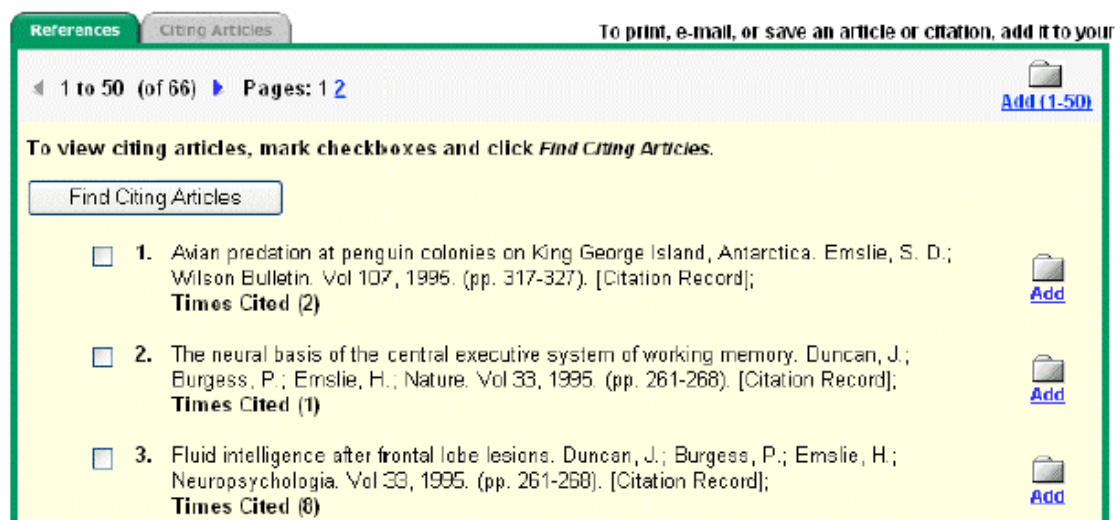 References Citing Articles
To print, e-mail, or save an article or citation, add it to your
1 to 50 (of 66) Pages: 1 2
Add (1-50)
To view citing articles, mark checkboxes and click Find Citing Articles.
Find Citing Articles
1. Avian predation at penguin colonies on King George Island, Antarctica. Emslie, S. D.;
Wilson Bulletin. Vol 107, 1995. (pp. 317-327). [Citation Record];
Times Cited (2)
Add
2. The neural basis of the central executive system of working memory. Duncan, J.;
Burgess, P.; Emslie, H.; Nature. Vol 33, 1995. (pp. 261-268). [Citation Record];
Times Cited (1)
Add
3. Fluid intelligence after frontal lobe lesions. Duncan, J.; Burgess, P.; Emslie, H.;
Neuropsychologia. Vol 33, 1995. (pp. 261-268). [Citation Record];
Times Cited (8)
Add